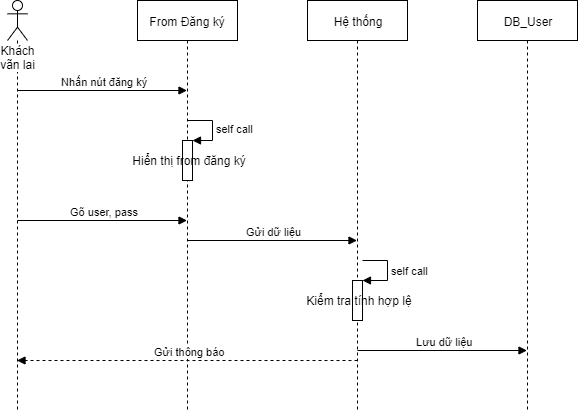 From Đăng ký
Hệ thống
DB_User
Khách
vãn lai
Nhấn nút đăng ký
self call
Hiển thị from đăng ký
Gõ user, pass
Gửi dữ liệu
self call
Kiểm tra tính hợp lệ
Lưu dữ liệu
Gửi thông báo